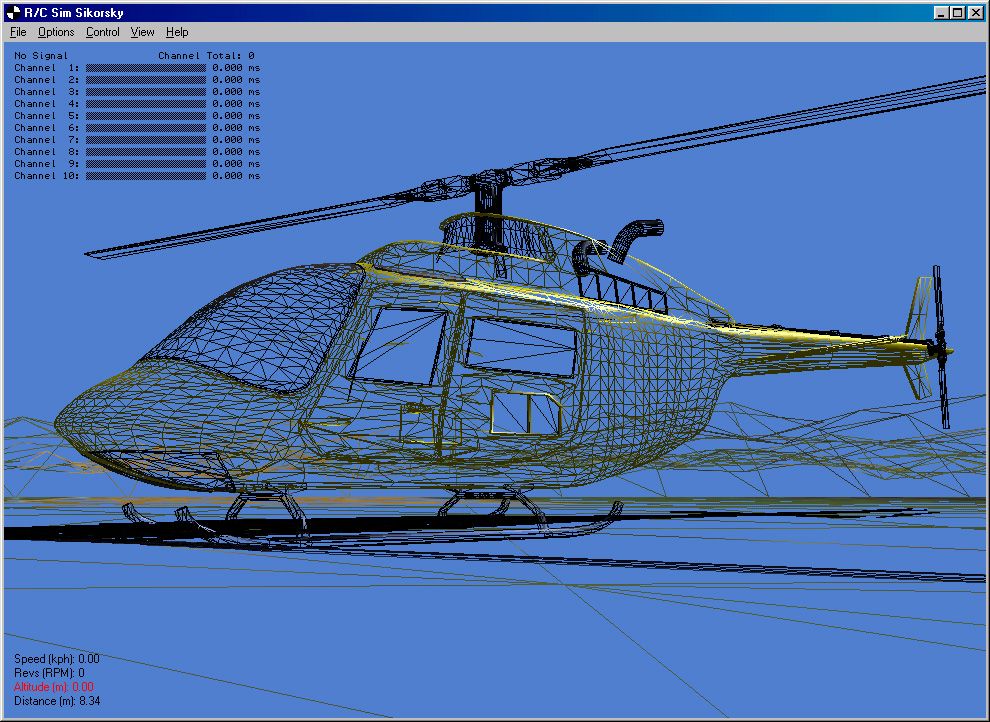 R/C Sim Sikorsky
File Options Control View Help
No Signal Channel Total: 0
Channel 1: 0.000 ms
Channel 2: 0.000 ms
Channel 3: 0.000 ms
Channel 4: 0.000 ms
Channel 5: 0.000 ms
Channel 6: 0.000 ms
Channel 7: 0.000 ms
Channel 8: 0.000 ms
Channel 9: 0.000 ms
Channel 10: 0.000 ms
Speed (kph): 0.00
Revs (RPM): 0
Altitude (m): 0.00
Distance (m): 8.34